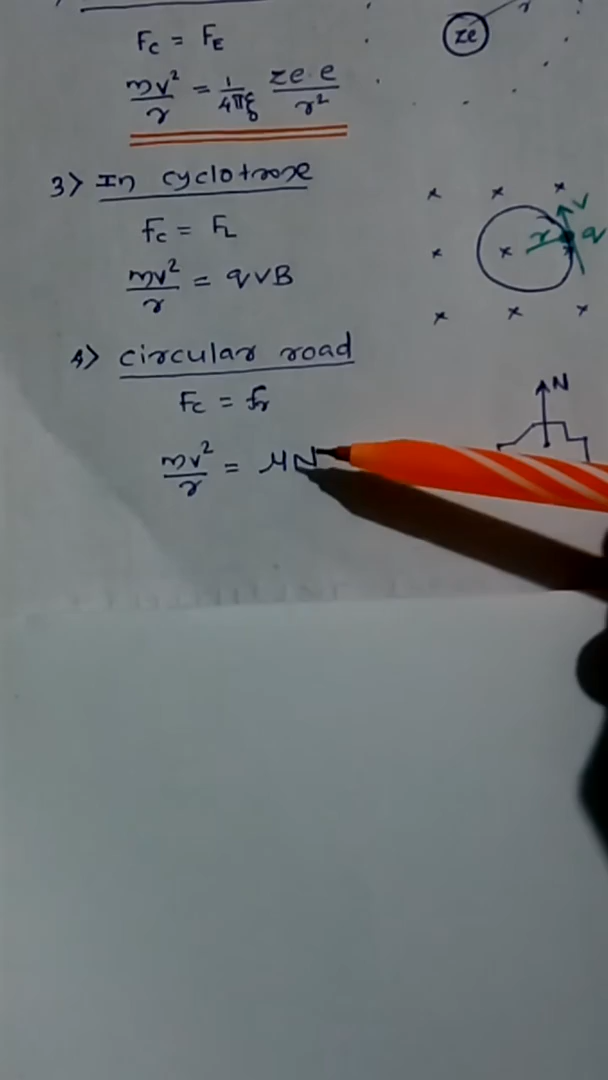 Fc = FE
ze
r
mv²/r = 1/4πε₀ ze·e/r²
3) In cyclotrone
Fc = FL
v
r
q
mv²/r = qvB
4) circular road
Fc = fr
N
mv²/r = μN